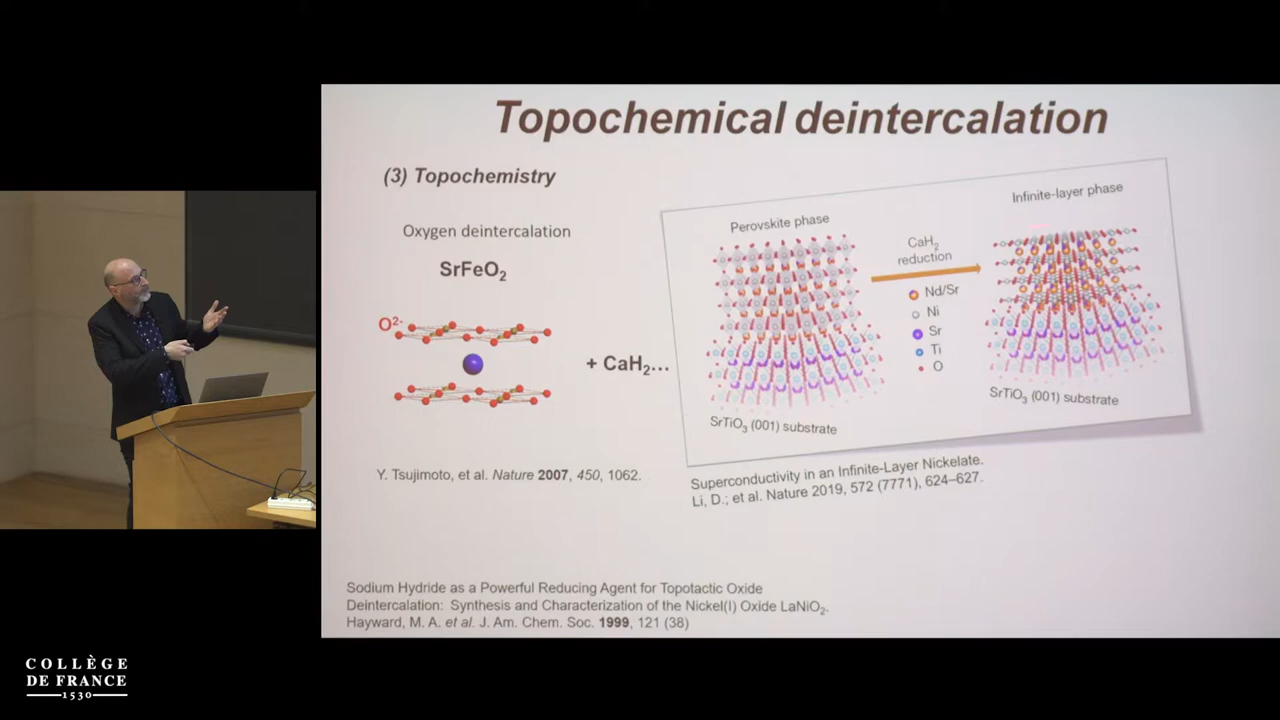 Topochemical deintercalation
(3) Topochemistry
Oxygen deintercalation
SrFeO2
O2-
+ CaH2...
Y. Tsujimoto, et al. Nature 2007, 450, 1062.
Perovskite phase
Infinite-layer phase
CaH2
reduction
Nd/Sr
Ni
Sr
Ti
O
SrTiO3 (001) substrate
SrTiO3 (001) substrate
Superconductivity in an Infinite-Layer Nickelate.
Li, D.; et al. Nature 2019, 572 (7771), 624–627.
Sodium Hydride as a Powerful Reducing Agent for Topotactic Oxide
Deintercalation: Synthesis and Characterization of the Nickel(I) Oxide LaNiO2.
Hayward, M. A. et al. J. Am. Chem. Soc. 1999, 121 (38)
COLLÈGE
DE FRANCE
1530